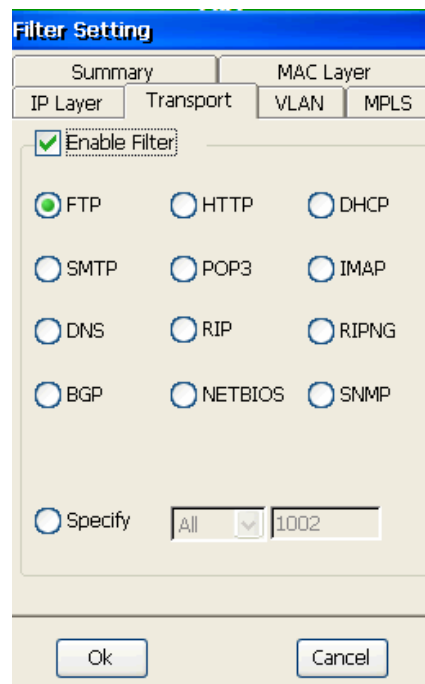 Filter Setting
Summary MAC Layer
IP Layer Transport VLAN MPLS
Enable Filter
FTP HTTP DHCP
SMTP POP3 IMAP
DNS RIP RIPNG
BGP NETBIOS SNMP
Specify All 1002
Ok Cancel